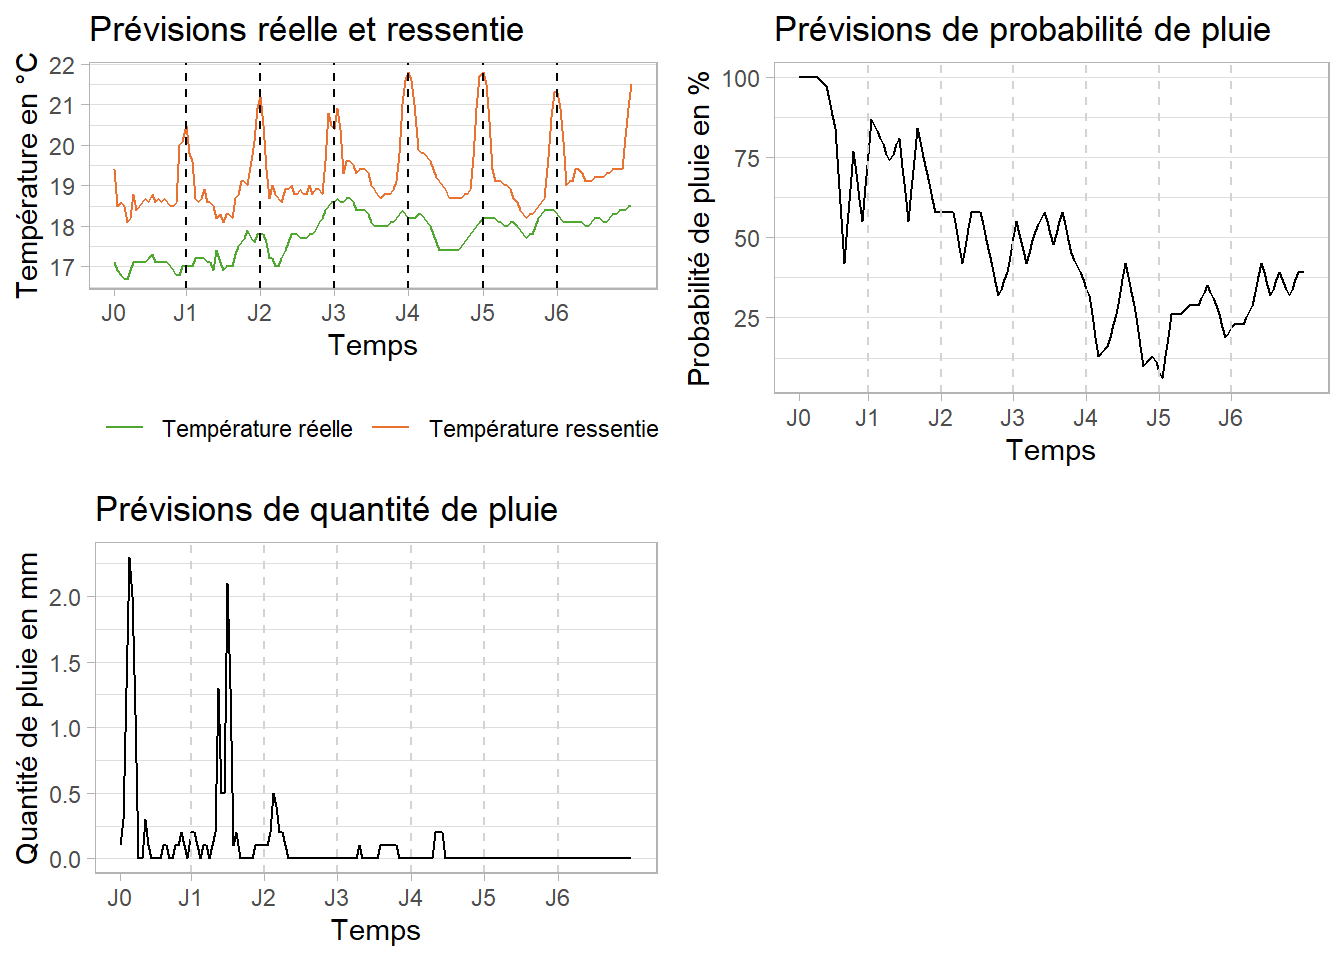 Prévisions réelle et ressentie
Température en °C
22
21
20
19
18
17
J0 J1 J2 J3 J4 J5 J6
Temps
Température réelle Température ressentie
Prévisions de probabilité de pluie
Probabilité de pluie en %
100
75
50
25
J0 J1 J2 J3 J4 J5 J6
Temps
Prévisions de quantité de pluie
Quantité de pluie en mm
2.0
1.5
1.0
0.5
0.0
J0 J1 J2 J3 J4 J5 J6
Temps